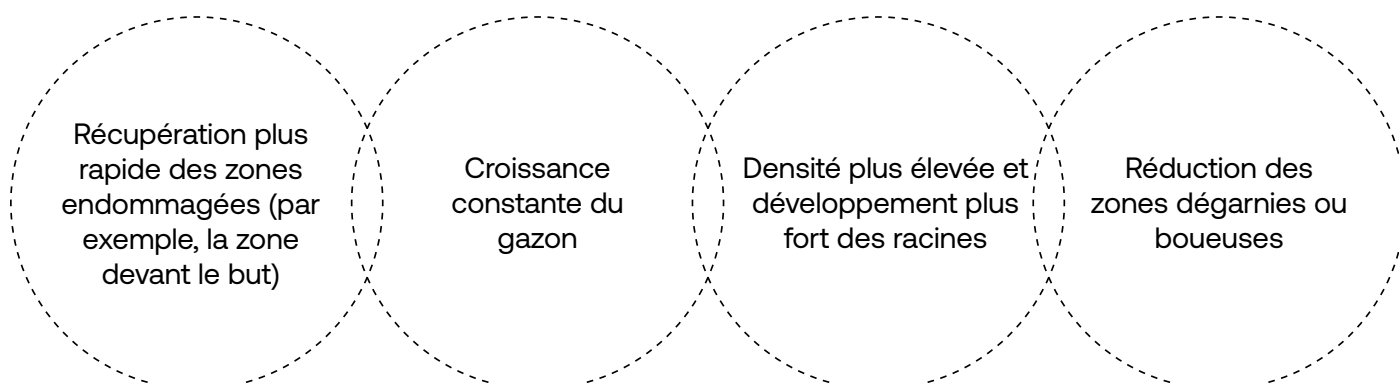 Récupération plus
rapide des zones
endommagées (par
exemple, la zone
devant le but)
Croissance
constante du
gazon
Densité plus élevée et
développement plus
fort des racines
Réduction des
zones dégarnies ou
boueuses